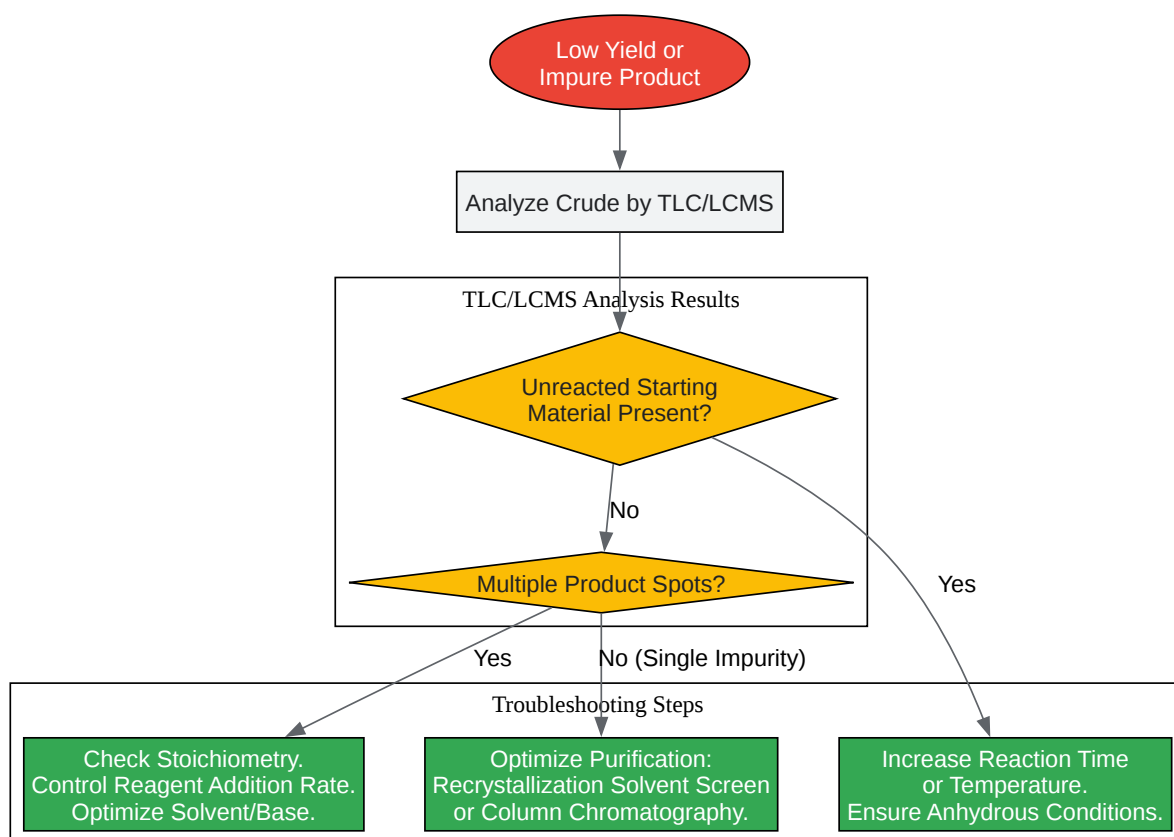 Low Yield or
Impure Product
Analyze Crude by TLC/LCMS
TLC/LCMS Analysis Results
Unreacted Starting
Material Present?
No
Multiple Product Spots?
Yes
Yes
No (Single Impurity)
Troubleshooting Steps
Check Stoichiometry.
Control Reagent Addition Rate.
Optimize Solvent/Base.
Optimize Purification:
Recrystallization Solvent Screen
or Column Chromatography.
Increase Reaction Time
or Temperature.
Ensure Anhydrous Conditions.